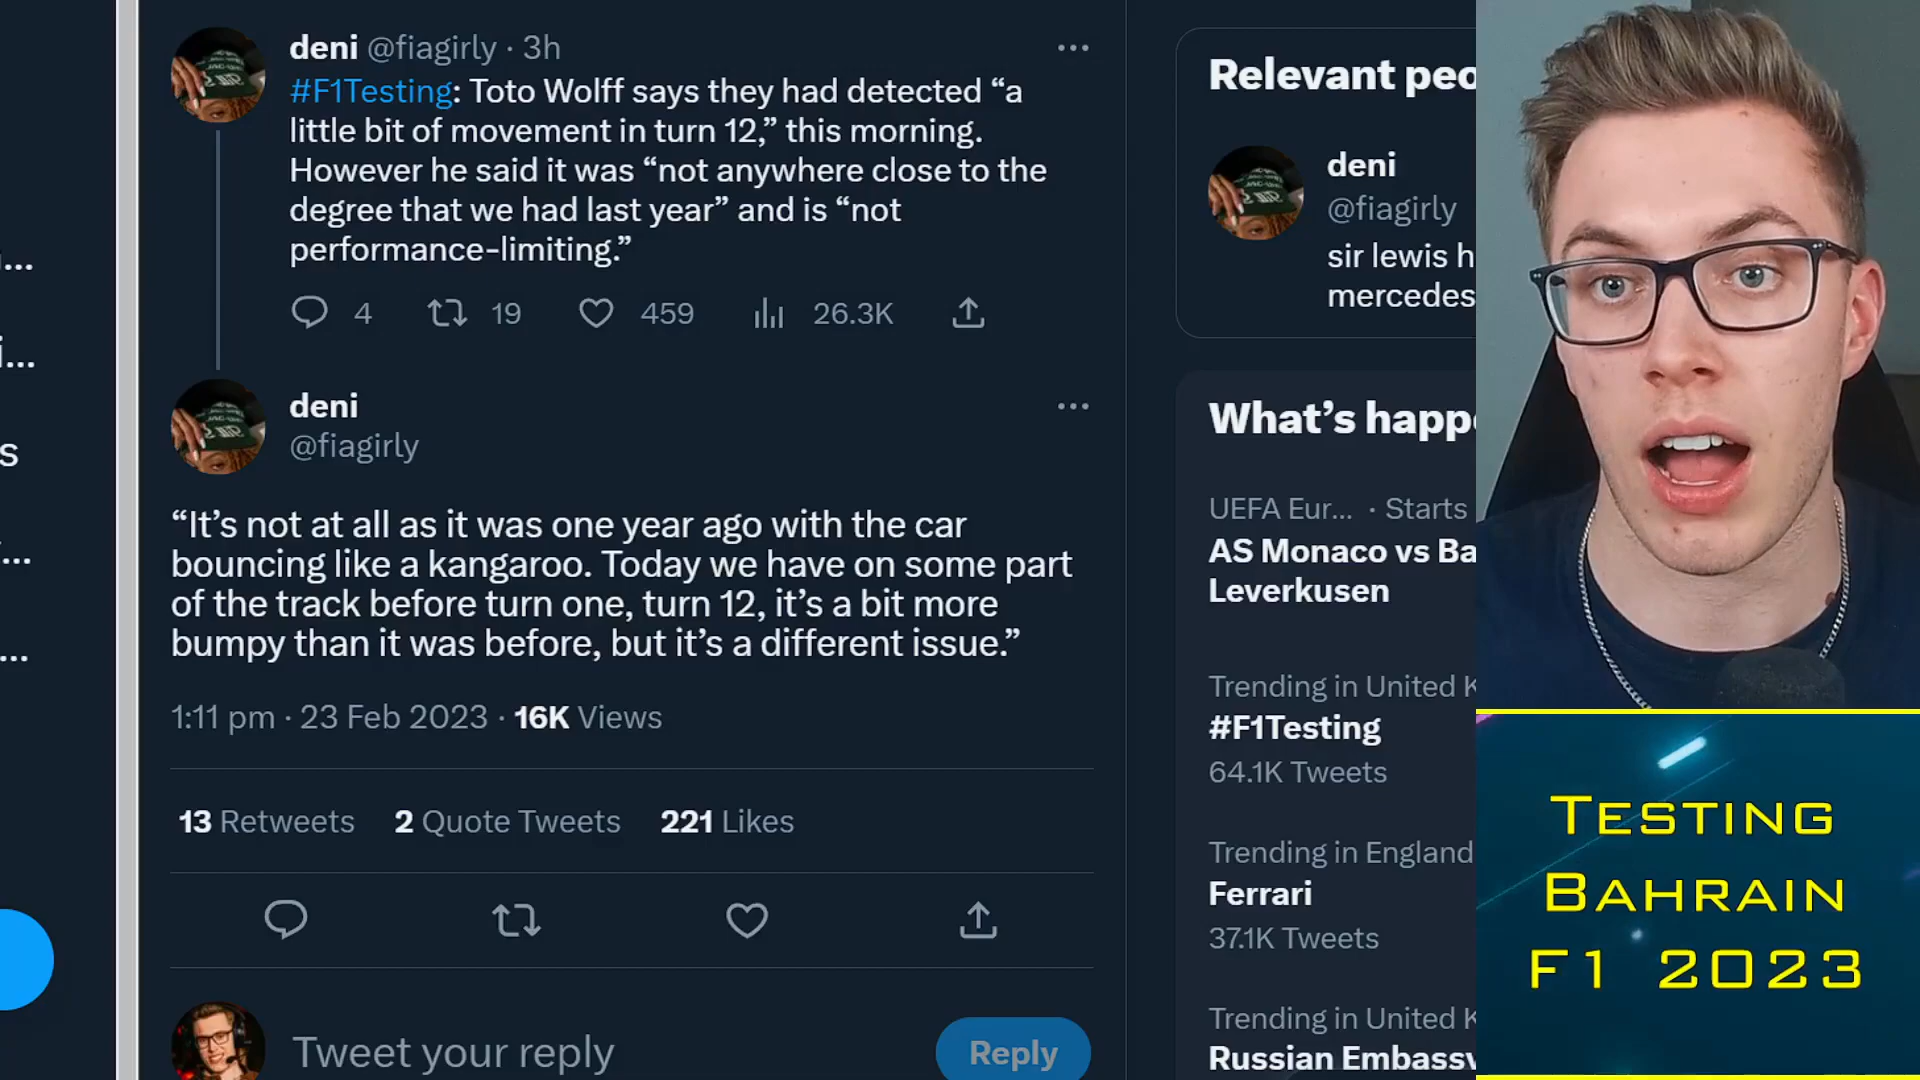 deni @fiagirly · 3h
#F1Testing: Toto Wolff says they had detected “a
little bit of movement in turn 12,” this morning.
However he said it was “not anywhere close to the
degree that we had last year” and is “not
performance-limiting.”
4 19 459 26.3K
deni
@fiagirly
“It’s not at all as it was one year ago with the car
bouncing like a kangaroo. Today we have on some part
of the track before turn one, turn 12, it’s a bit more
bumpy than it was before, but it’s a different issue.”
1:11 pm · 23 Feb 2023 · 16K Views
13 Retweets 2 Quote Tweets 221 Likes
Tweet your reply
Reply
Relevant peo
deni
@fiagirly
sir lewis h
mercedes
What’s happe
UEFA Eur... · Starts
AS Monaco vs Ba
Leverkusen
Trending in United K
#F1Testing
64.1K Tweets
Trending in England
Ferrari
37.1K Tweets
Trending in United K
Russian Embassy
TESTING
BAHRAIN
F1 2023